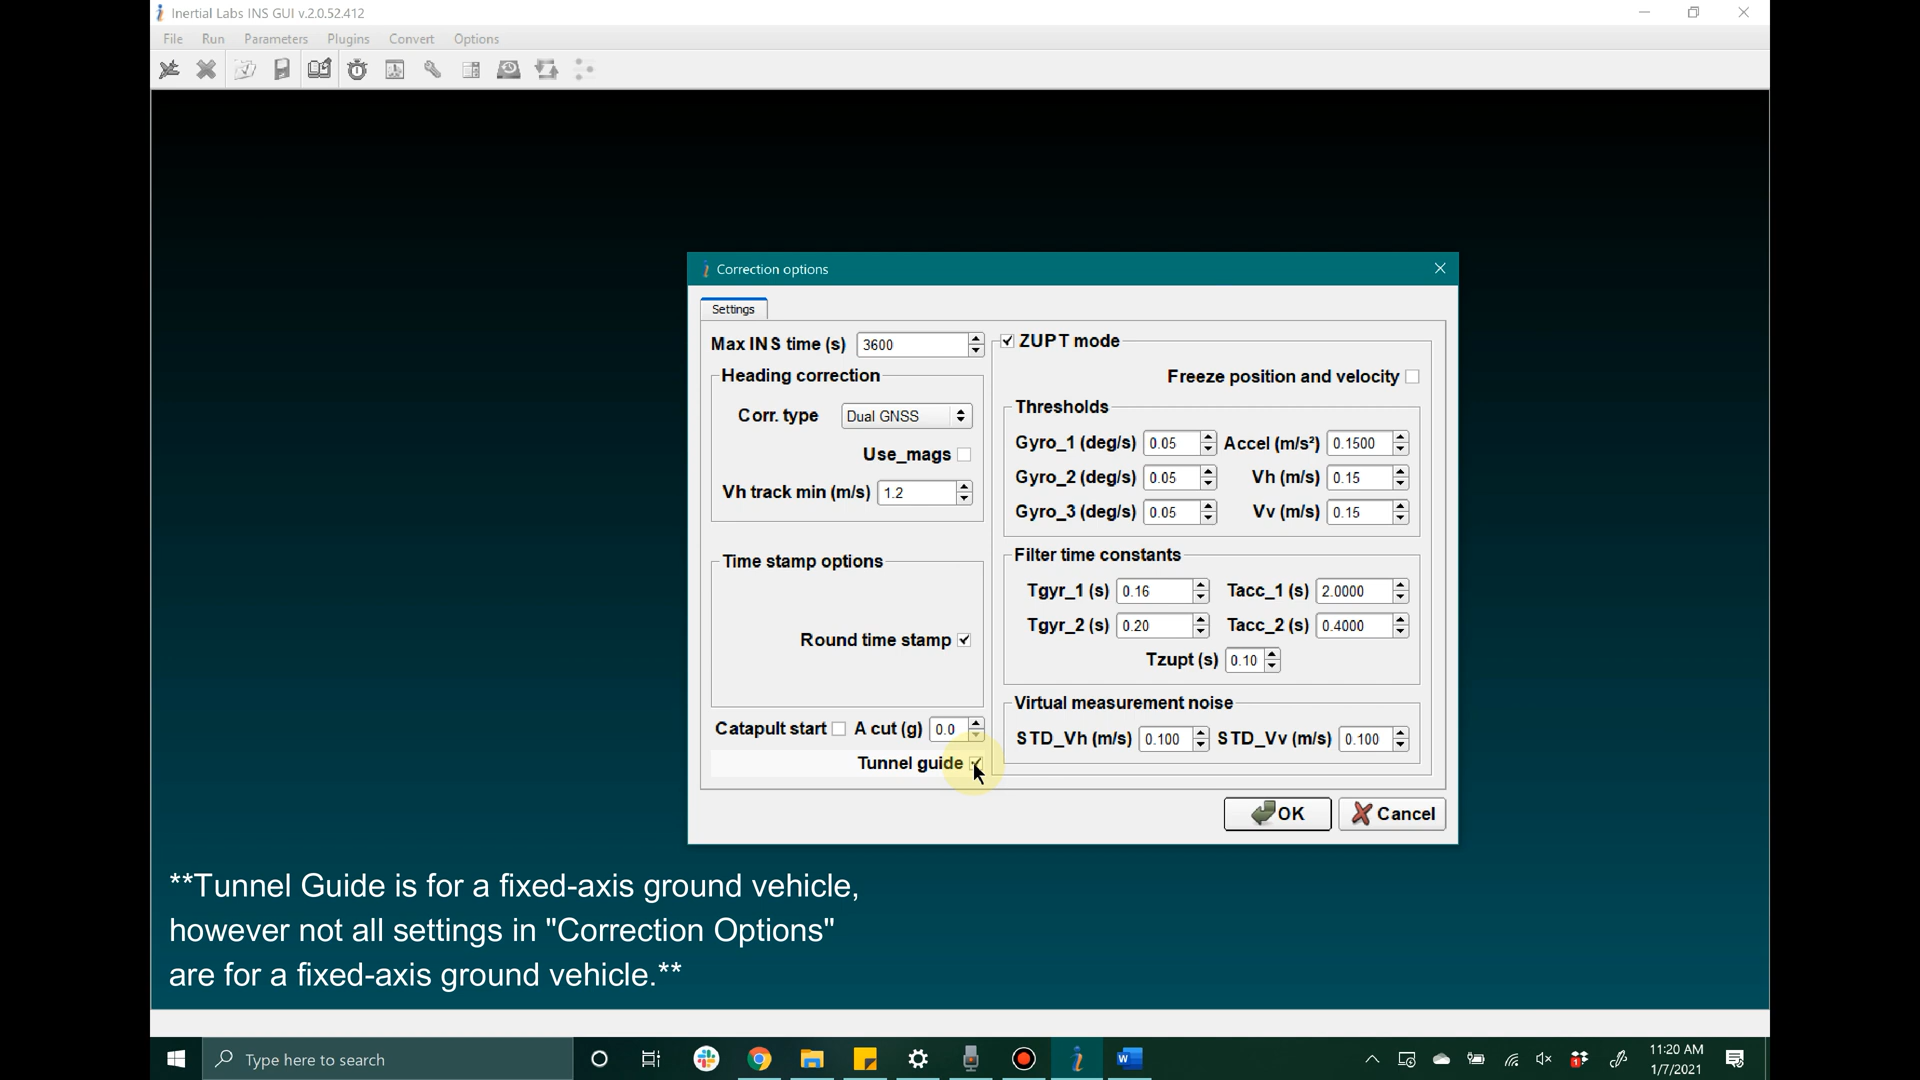 Inertial Labs INS GUI v.2.0.52.412
File Run Parameters Plugins Convert Options
Correction options
Settings
Max INS time (s) 3600
Heading correction
Corr. type Dual GNSS
Use_mags
Vh track min (m/s) 1.2
Time stamp options
Round time stamp
Catapult start A cut (g) 0.0
Tunnel guide
ZUPT mode
Freeze position and velocity
Thresholds
Gyro_1 (deg/s) 0.05 Accel (m/s²) 0.1500
Gyro_2 (deg/s) 0.05 Vh (m/s) 0.15
Gyro_3 (deg/s) 0.05 Vv (m/s) 0.15
Filter time constants
Tgyr_1 (s) 0.16 Tacc_1 (s) 2.0000
Tgyr_2 (s) 0.20 Tacc_2 (s) 0.4000
Tzupt (s) 0.10
Virtual measurement noise
STD_Vh (m/s) 0.100 STD_Vv (m/s) 0.100
OK Cancel
**Tunnel Guide is for a fixed-axis ground vehicle,
however not all settings in "Correction Options"
are for a fixed-axis ground vehicle.**
Type here to search
11:20 AM
1/7/2021